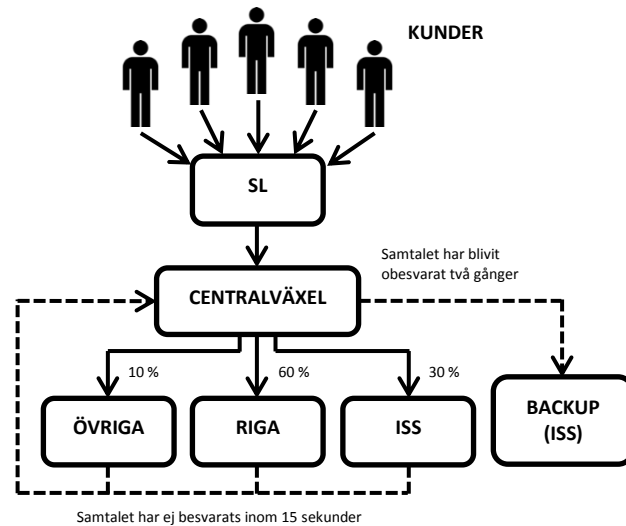 KUNDER
SL
Samtalet har blivit
obesvarat två gånger
CENTRALVÄXEL
10 %
60 %
30 %
ÖVRIGA
RIGA
ISS
BACKUP
(ISS)
Samtalet har ej besvarats inom 15 sekunder